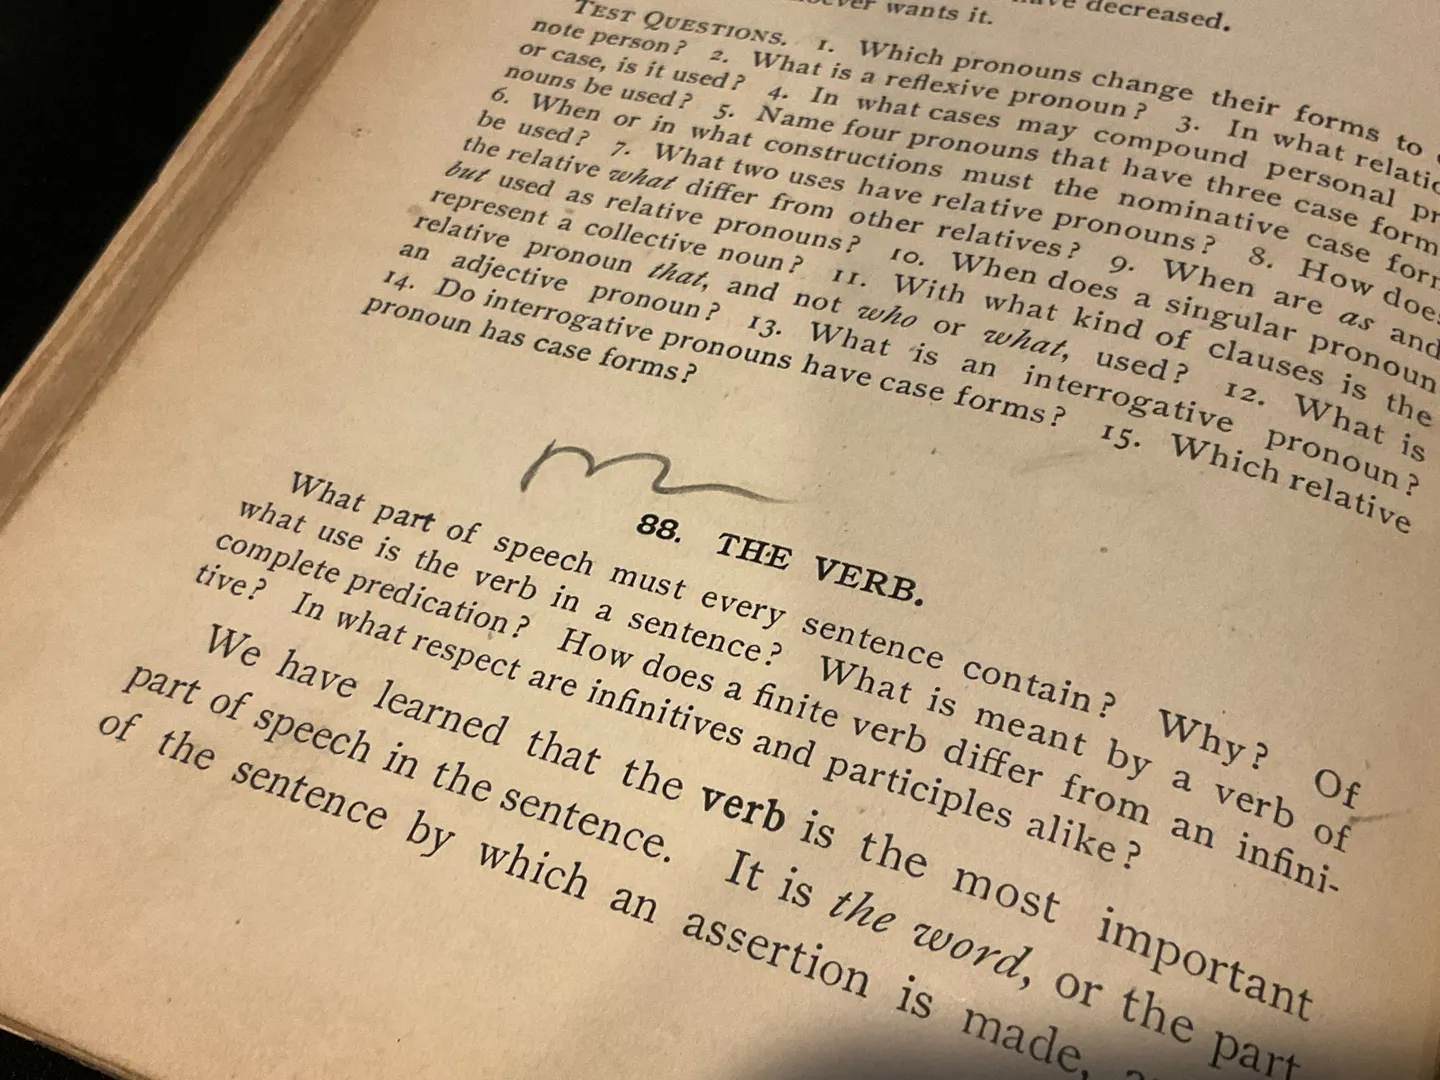 wants it.
decreased.
TEST QUESTIONS. 1. Which pronouns change their forms to
note person? 2. What is a reflexive pronoun? 3. In what
or case, is it used? 4. In what cases may compound personal
nouns be used? 5. Name four pronouns that have three case
6. When or in what constructions must the nominative case
be used? 7. What two uses have relative pronouns? 8. How
the relative what differ from other relatives? 9. When are as and
but used as relative pronouns? 10. When does a singular pronoun
represent a collective noun? 11. With what kind of clauses is the
relative pronoun that, and not who or what, used? 12. What is
an adjective pronoun? 13. What is an interrogative pronoun?
14. Do interrogative pronouns have case forms? 15. Which relative
pronoun has case forms?
88. THE VERB.
What part of speech must every sentence contain? Why? Of
what use is the verb in a sentence? What is meant by a verb of
complete predication? How does a finite verb differ from an infini-
tive? In what respect are infinitives and participles alike?
We have learned that the verb is the most important
part of speech in the sentence. It is the word, or the part
of the sentence by which an assertion is made,